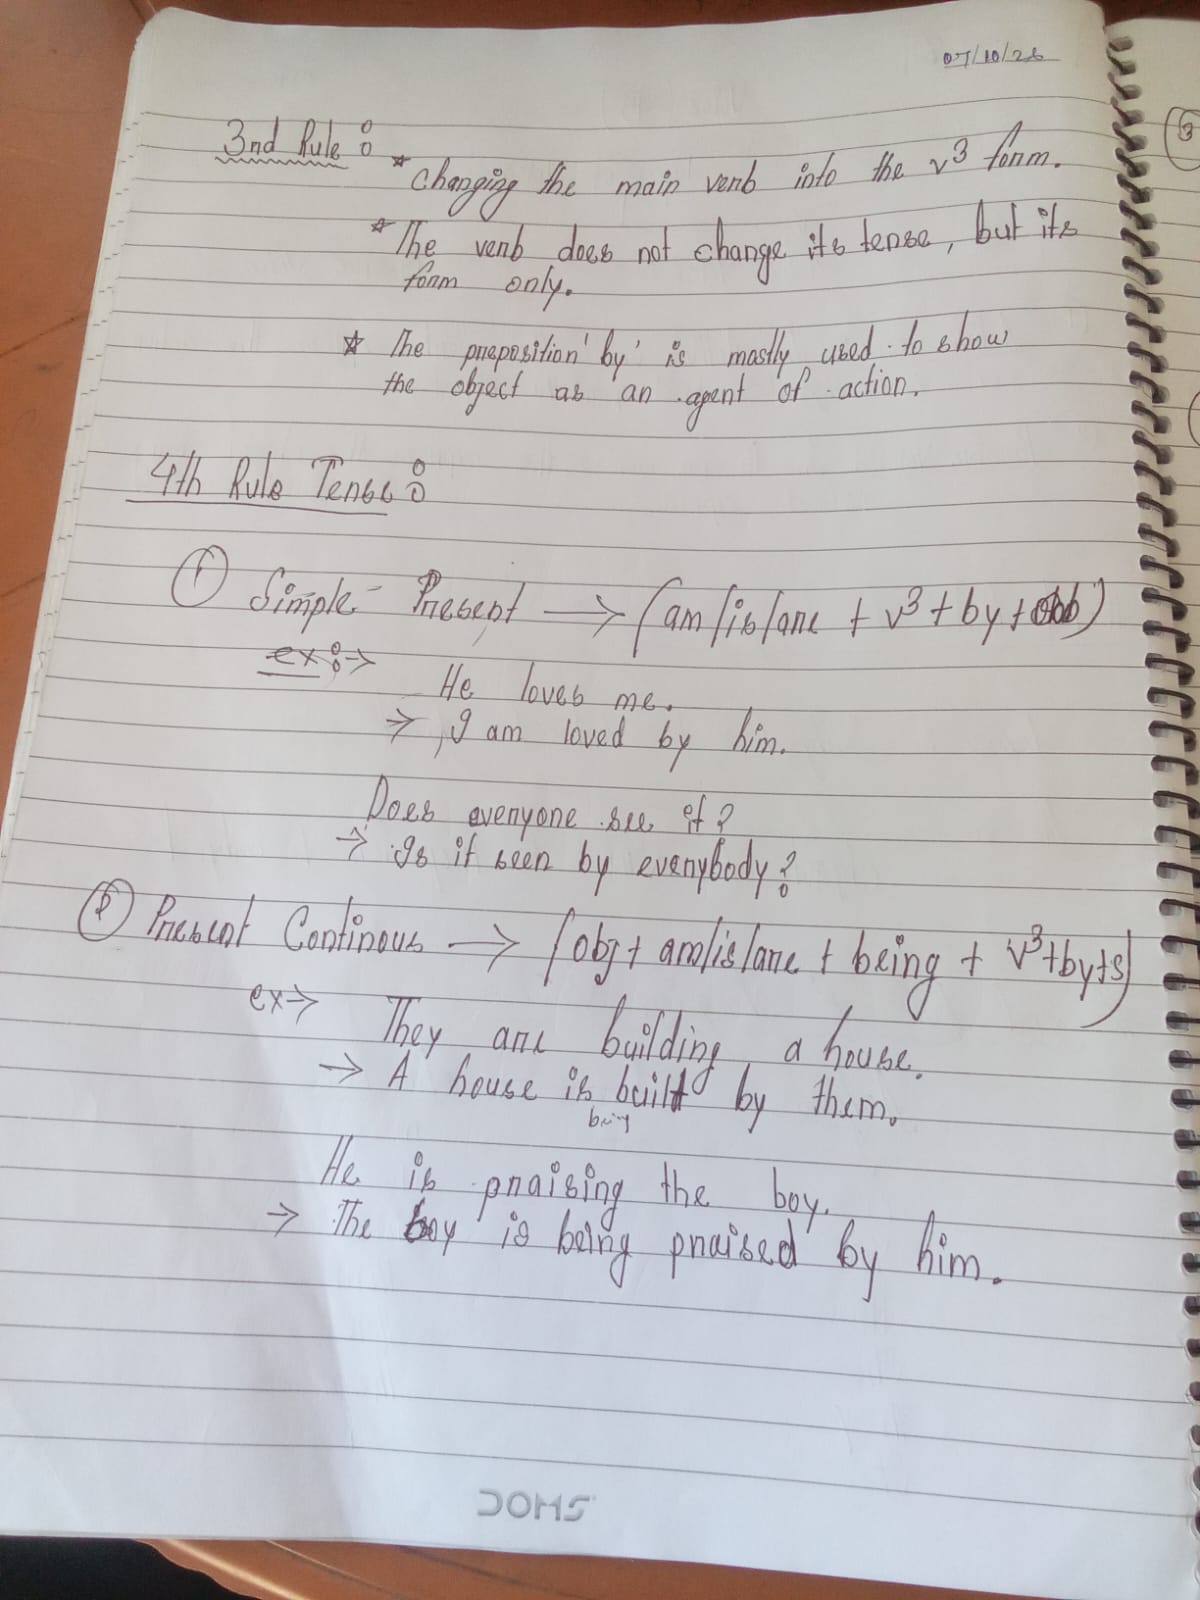 07/10/26
3nd Rule :
* Changing the main verb into the v3 form.
* The verb does not change its tense, but its
form only.
* The preposition 'by' is mostly used to show
the object as an agent of action.
4th Rule Tense :
① Simple - Present → (am/is/are + v3 + by +
ex :→ He loves me.
→ I am loved by him.
Does everyone see it?
→ Is it seen by everybody?
② Present Continous → (obj + am/is/are + being + v3+by+s)
ex → They are building a house.
→ A house is built by them.
being
He is praising the boy.
→ The boy is being praised by him.
DOMS
3